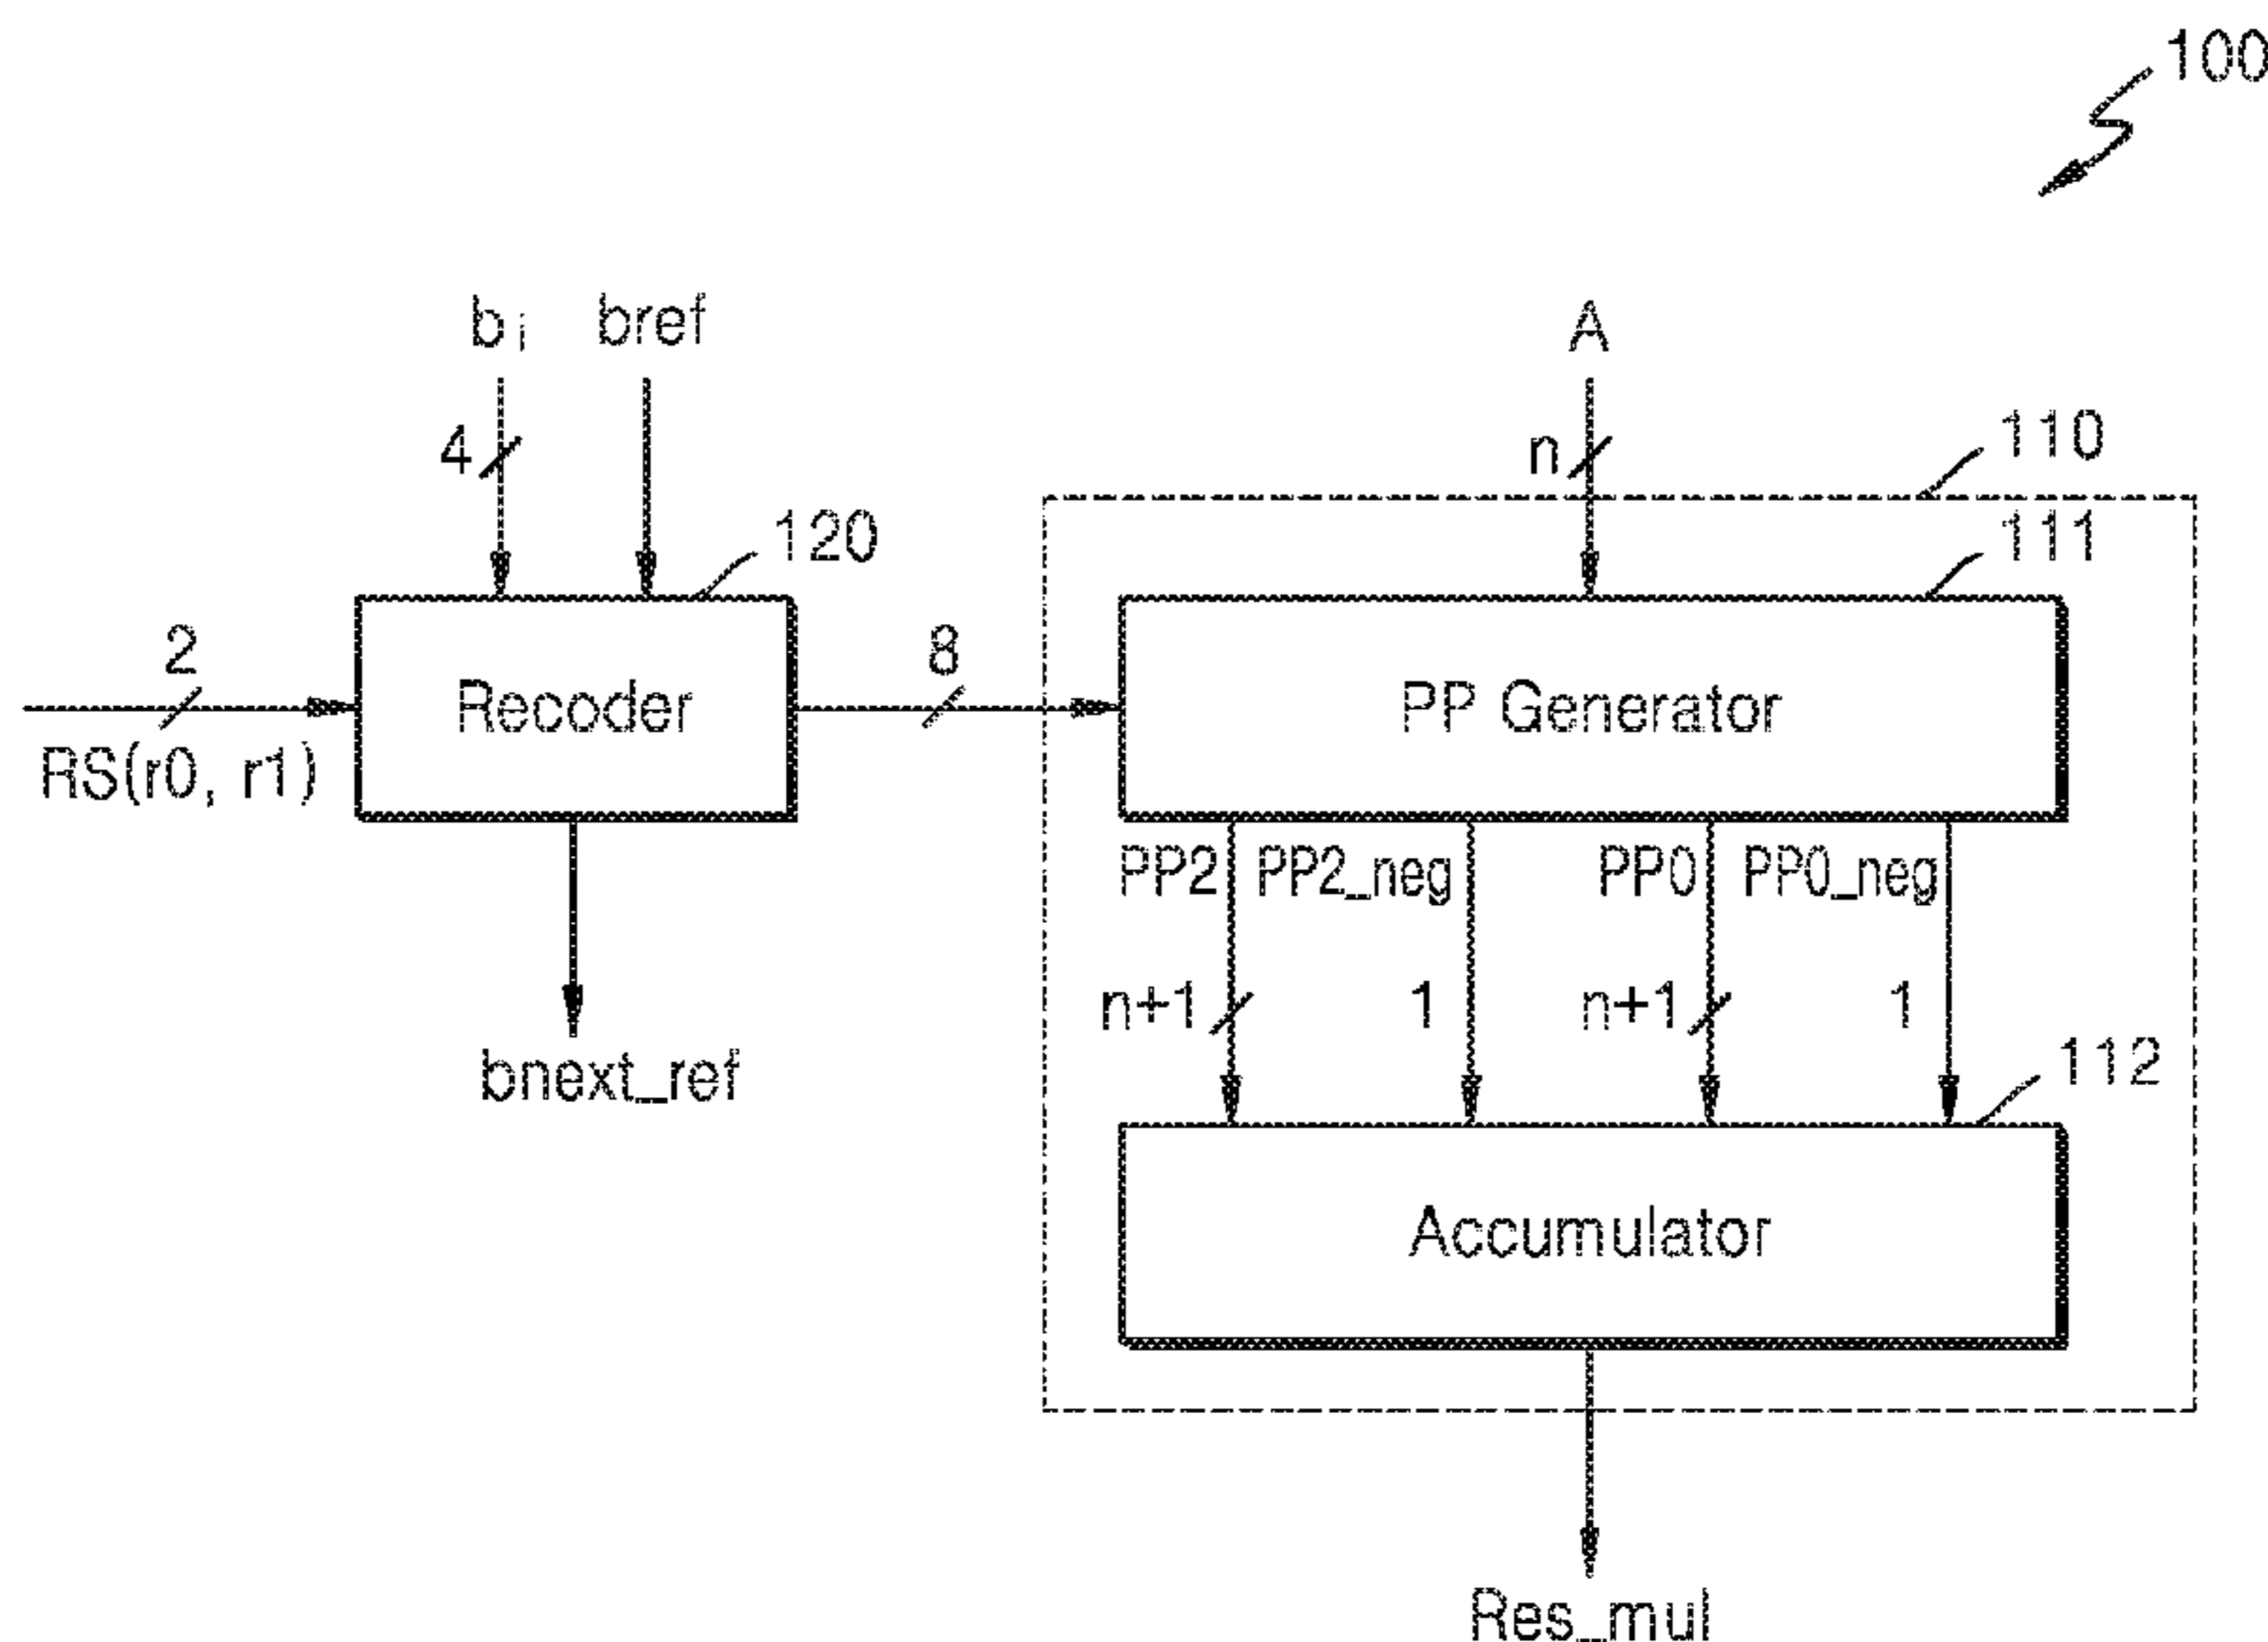 100
bi bref
A
4
n
110
120
111
2
8
Recoder
PP Generator
RS(r0, r1)
PP2 PP2_neg PP0 PP0_neg
n+1 1 n+1 1
bnext_ref
112
Accumulator
Res_mul